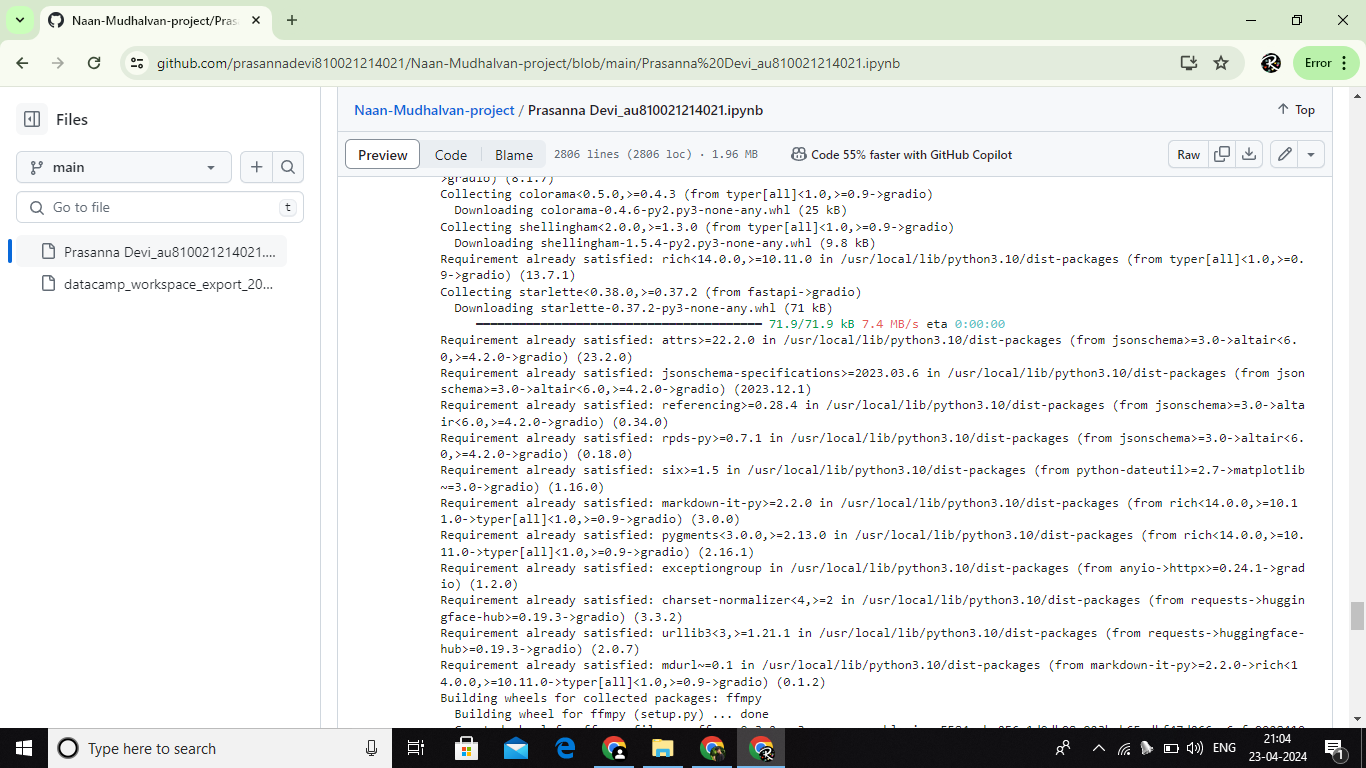 Naan-Mudhalvan-project/Pras
Error
github.com/prasannadevi810021214021/Naan-Mudhalvan-project/blob/main/Prasanna%20Devi_au810021214021.ipynb
Files
main
Go to file
t
Prasanna Devi_au810021214021....
datacamp_workspace_export_20...
Naan-Mudhalvan-project / Prasanna Devi_au810021214021.ipynb
Top
Preview Code Blame 2806 lines (2806 loc) · 1.96 MB Code 55% faster with GitHub Copilot Raw
>gradio) (8.1.7)
Collecting colorama<0.5.0,>=0.4.3 (from typer[all]<1.0,>=0.9->gradio)
Downloading colorama-0.4.6-py2.py3-none-any.whl (25 kB)
Collecting shellingham<2.0.0,>=1.3.0 (from typer[all]<1.0,>=0.9->gradio)
Downloading shellingham-1.5.4-py2.py3-none-any.whl (9.8 kB)
Requirement already satisfied: rich<14.0.0,>=10.11.0 in /usr/local/lib/python3.10/dist-packages (from typer[all]<1.0,>=0.
9->gradio) (13.7.1)
Collecting starlette<0.38.0,>=0.37.2 (from fastapi->gradio)
Downloading starlette-0.37.2-py3-none-any.whl (71 kB)
71.9/71.9 kB 7.4 MB/s eta 0:00:00
Requirement already satisfied: attrs>=22.2.0 in /usr/local/lib/python3.10/dist-packages (from jsonschema>=3.0->altair<6.
0,>=4.2.0->gradio) (23.2.0)
Requirement already satisfied: jsonschema-specifications>=2023.03.6 in /usr/local/lib/python3.10/dist-packages (from json
schema>=3.0->altair<6.0,>=4.2.0->gradio) (2023.12.1)
Requirement already satisfied: referencing>=0.28.4 in /usr/local/lib/python3.10/dist-packages (from jsonschema>=3.0->alta
ir<6.0,>=4.2.0->gradio) (0.34.0)
Requirement already satisfied: rpds-py>=0.7.1 in /usr/local/lib/python3.10/dist-packages (from jsonschema>=3.0->altair<6.
0,>=4.2.0->gradio) (0.18.0)
Requirement already satisfied: six>=1.5 in /usr/local/lib/python3.10/dist-packages (from python-dateutil>=2.7->matplotlib
~=3.0->gradio) (1.16.0)
Requirement already satisfied: markdown-it-py>=2.2.0 in /usr/local/lib/python3.10/dist-packages (from rich<14.0.0,>=10.1
1.0->typer[all]<1.0,>=0.9->gradio) (3.0.0)
Requirement already satisfied: pygments<3.0.0,>=2.13.0 in /usr/local/lib/python3.10/dist-packages (from rich<14.0.0,>=10.
11.0->typer[all]<1.0,>=0.9->gradio) (2.16.1)
Requirement already satisfied: exceptiongroup in /usr/local/lib/python3.10/dist-packages (from anyio->httpx>=0.24.1->grad
io) (1.2.0)
Requirement already satisfied: charset-normalizer<4,>=2 in /usr/local/lib/python3.10/dist-packages (from requests->huggin
gface-hub>=0.19.3->gradio) (3.3.2)
Requirement already satisfied: urllib3<3,>=1.21.1 in /usr/local/lib/python3.10/dist-packages (from requests->huggingface-
hub>=0.19.3->gradio) (2.0.7)
Requirement already satisfied: mdurl~=0.1 in /usr/local/lib/python3.10/dist-packages (from markdown-it-py>=2.2.0->rich<1
4.0.0,>=10.11.0->typer[all]<1.0,>=0.9->gradio) (0.1.2)
Building wheels for collected packages: ffmpy
Building wheel for ffmpy (setup.py) ... done
Type here to search
ENG
21:04
23-04-2024
1